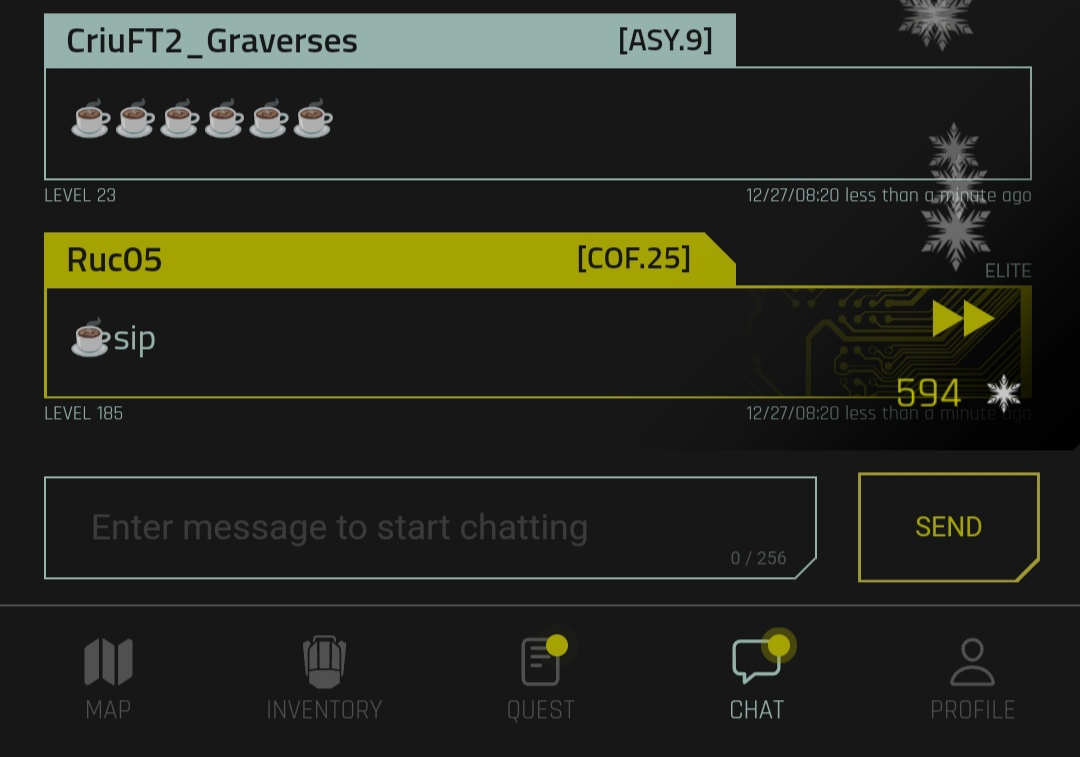 CriuFT2_Graverses [ASY.9]
☕☕☕☕☕☕
LEVEL 23 12/27/08:20 less than a minute ago
Ruc05 [COF.25]
ELITE
☕sip
594
LEVEL 185 12/27/08:20 less than a minute ago
Enter message to start chatting
0 / 256
SEND
MAP INVENTORY QUEST CHAT PROFILE